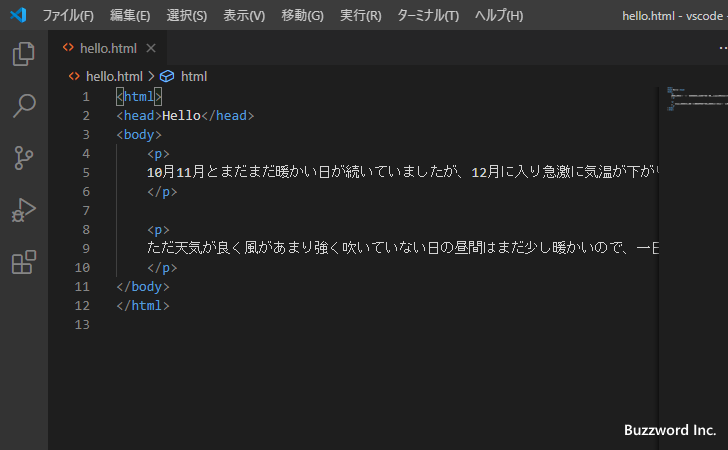 ファイル(F) 編集(E) 選択(S) 表示(V) 移動(G) 実行(R) ターミナル(T) ヘルプ(H) hello.html - vscode -
hello.html
hello.html > html
1 <html>
2 <head>Hello</head>
3 <body>
4 <p>
5 10月11月とまだまだ暖かい日が続いていましたが、12月に入り急激に気温が下がり
6 </p>
7
8 <p>
9 ただ天気が良く風があまり強く吹いていない日の昼間はまだ少し暖かいので、一日
10 </p>
11 </body>
12 </html>
13
Buzzword Inc.